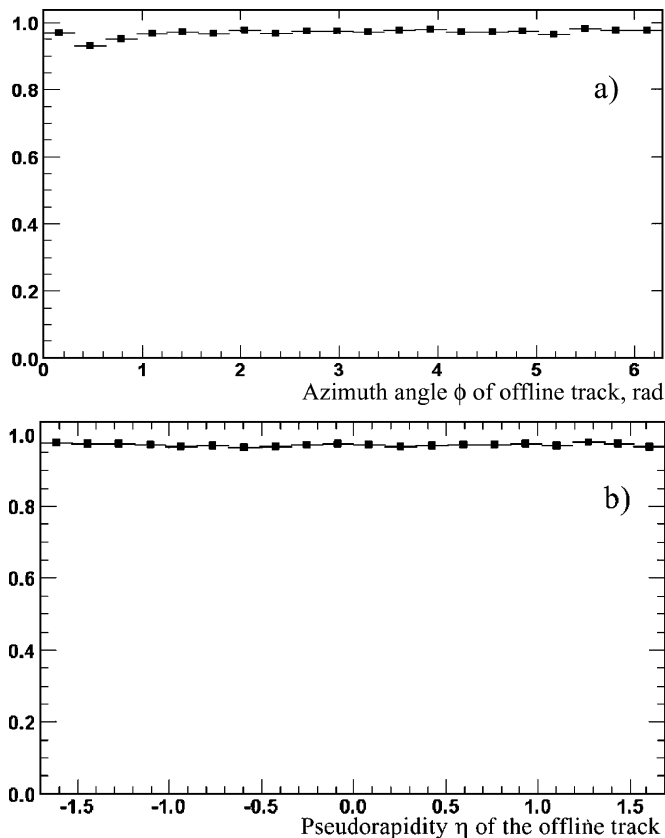 1.0
a)
0.8
0.6
0.4
0.2
0.0
0 1 2 3 4 5 6
Azimuth angle ϕ of offline track, rad
1.0
b)
0.8
0.6
0.4
0.2
0.0
-1.5 -1.0 -0.5 0.0 0.5 1.0 1.5
Pseudorapidity η of the offline track